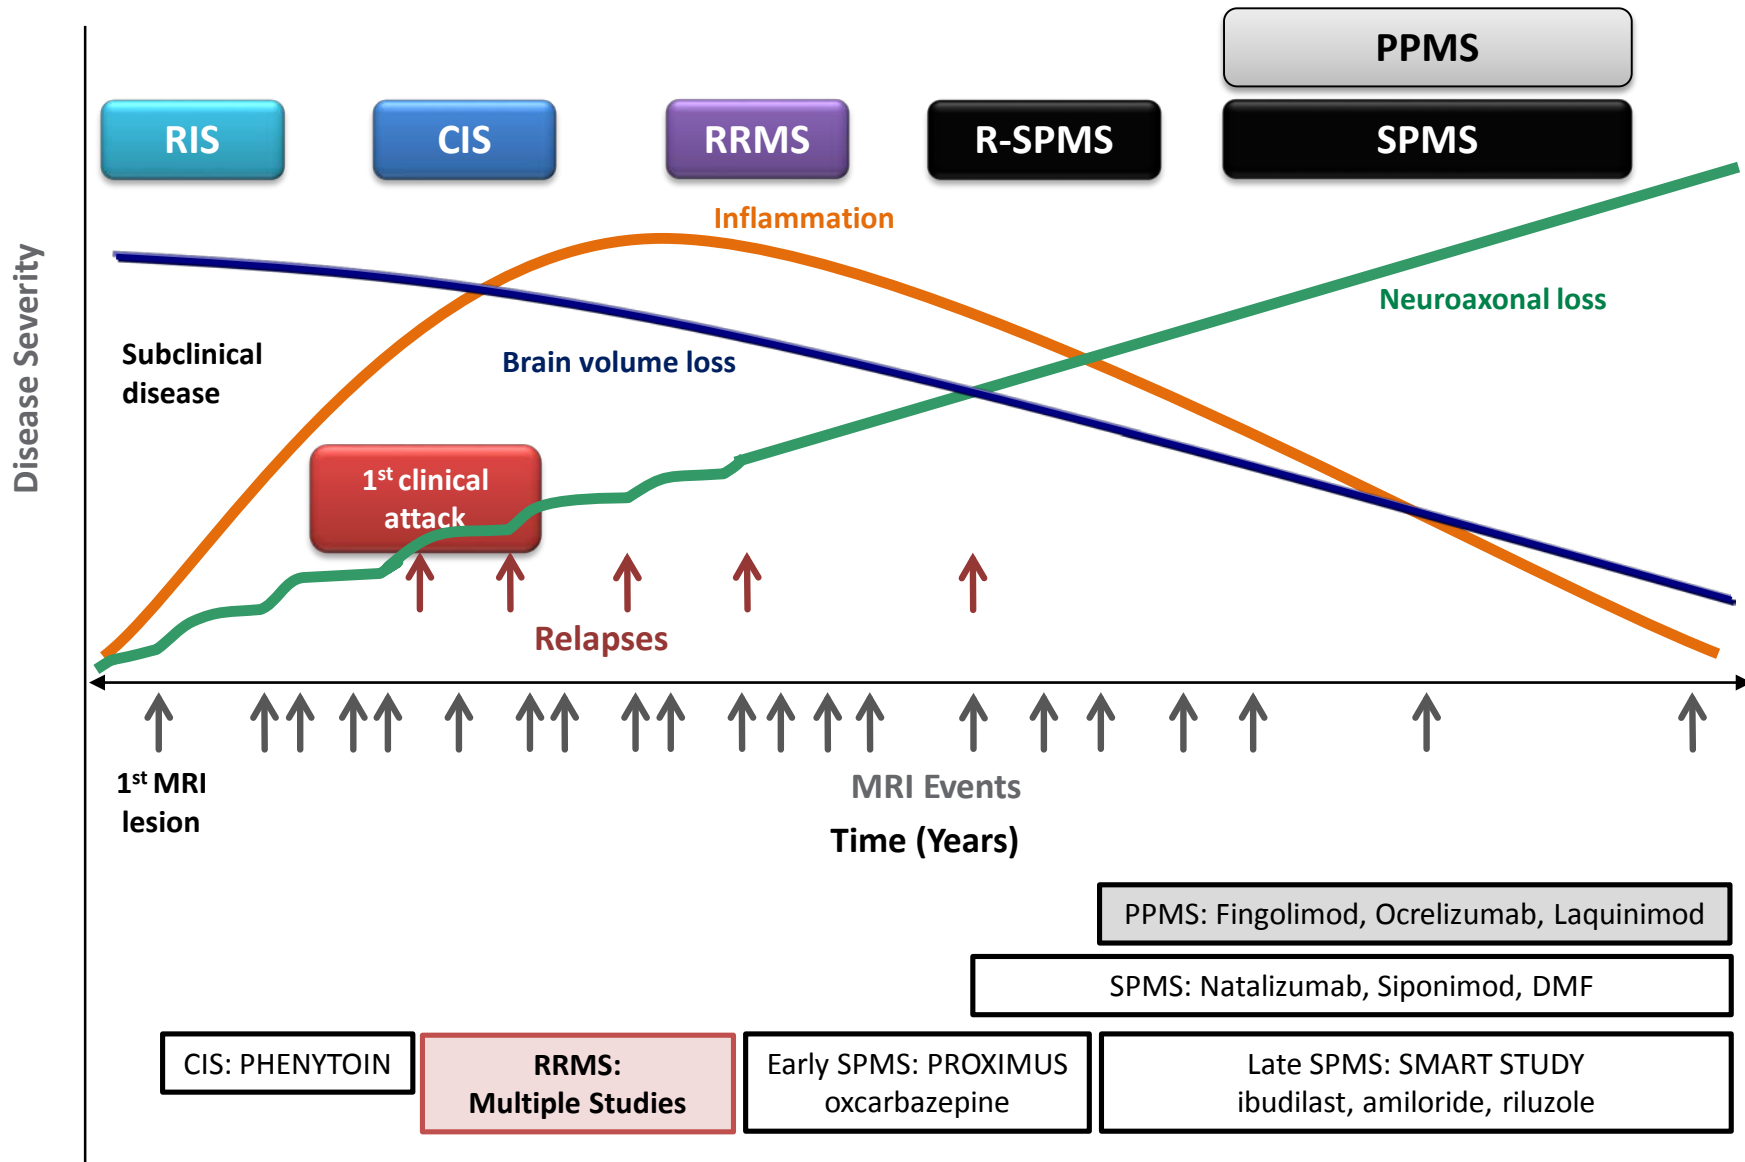 PPMS
RIS
CIS
RRMS
R-SPMS
SPMS
Inflammation
Disease Severity
Neuroaxonal loss
Subclinical
disease
Brain volume loss
1st clinical
attack
Relapses
1st MRI
lesion
MRI Events
Time (Years)
PPMS: Fingolimod, Ocrelizumab, Laquinimod
SPMS: Natalizumab, Siponimod, DMF
CIS: PHENYTOIN
RRMS:
Multiple Studies
Early SPMS: PROXIMUS
oxcarbazepine
Late SPMS: SMART STUDY
ibudilast, amiloride, riluzole